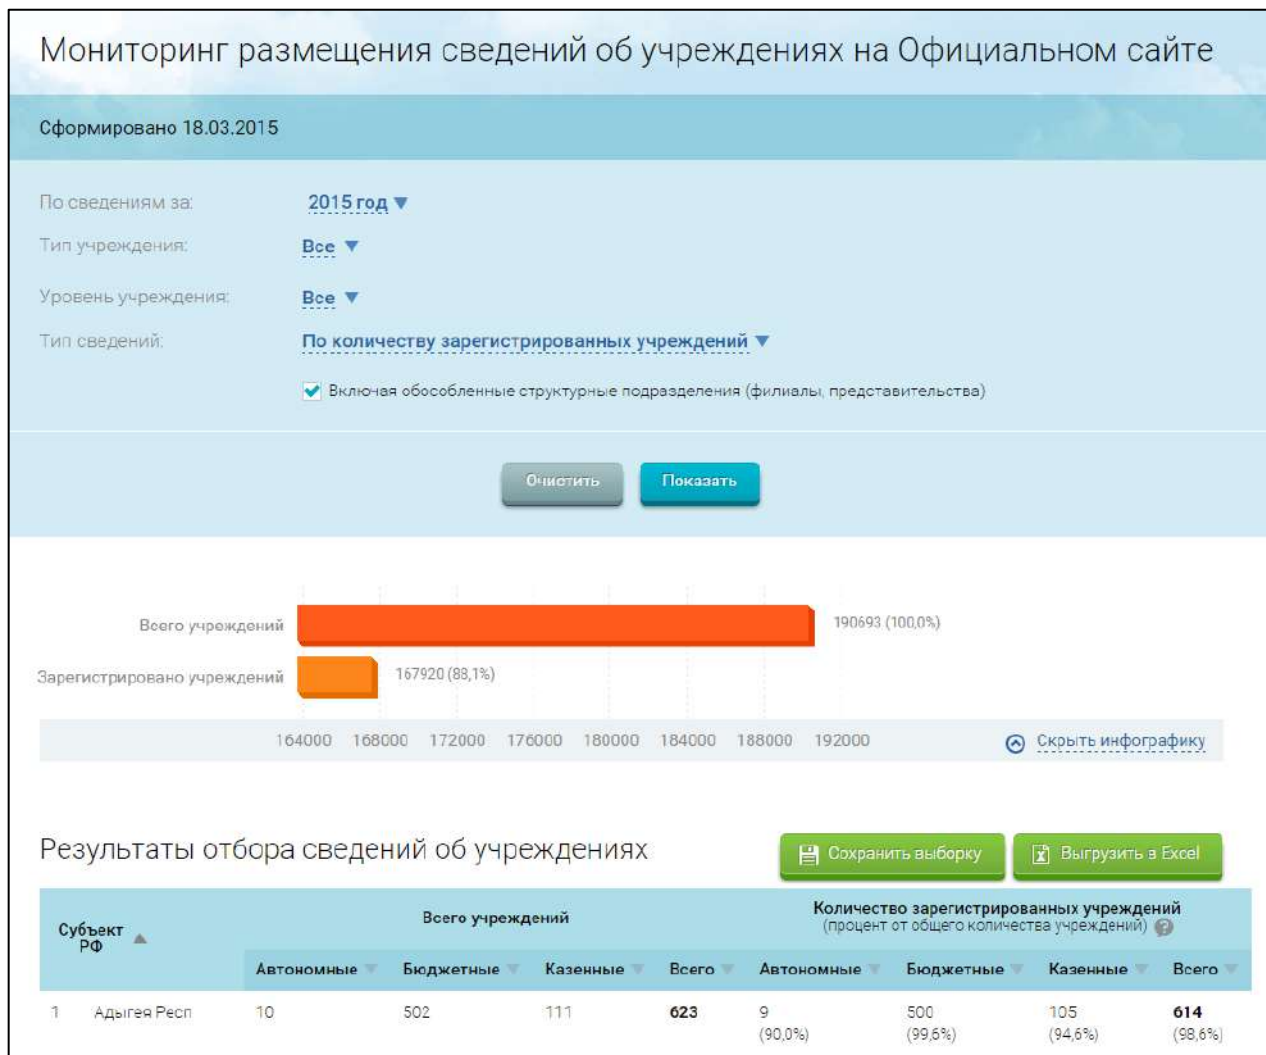 Мониторинг размещения сведений об учреждениях на Официальном сайте
Сформировано 18.03.2015
По сведениям за: 2015 год
Тип учреждения: Все
Уровень учреждения: Все
Тип сведений: По количеству зарегистрированных учреждений
Включая обособленные структурные подразделения (филиалы, представительства)
Очистить Показать
Всего учреждений 190693 (100,0%)
Зарегистрировано учреждений 167920 (88,1%)
164000 168000 172000 176000 180000 184000 188000 192000 Скрыть инфографику
Результаты отбора сведений об учреждениях Сохранить выборку Выгрузить в Excel
Субъект РФ Всего учреждений Количество зарегистрированных учреждений
(процент от общего количества учреждений) ?
Автономные Бюджетные Казенные Всего Автономные Бюджетные Казенные Всего
1 Адыгея Респ 10 502 111 623 9 500 105 614
(90,0%) (99,6%) (94,6%) (98,6%)